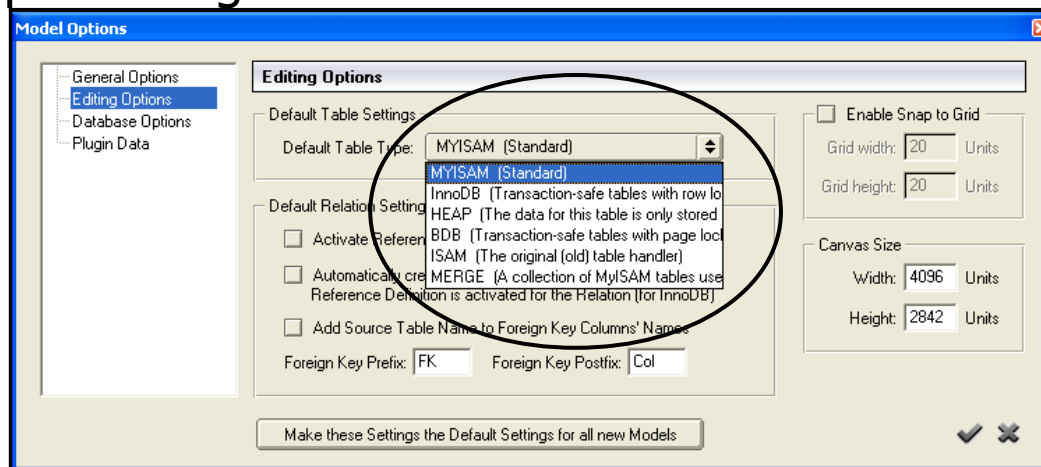 Model Options
General Options
Editing Options
Database Options
Plugin Data
Editing Options
Default Table Settings
Default Table Type: MYISAM (Standard)
MYISAM (Standard)
InnoDB (Transaction-safe tables with row lo
HEAP (The data for this table is only stored
BDB (Transaction-safe tables with page loc
ISAM (The original (old) table handler)
MERGE (A collection of MyISAM tables use
Default Relation Setting
Activate Referen
Automatically cre
Reference Definition is activated for the Relation (for InnoDB)
Add Source Table Name to Foreign Key Columns' Names
Foreign Key Prefix: FK Foreign Key Postfix: Col
Enable Snap to Grid
Grid width: 20 Units
Grid height: 20 Units
Canvas Size
Width: 4096 Units
Height: 2842 Units
Make these Settings the Default Settings for all new Models